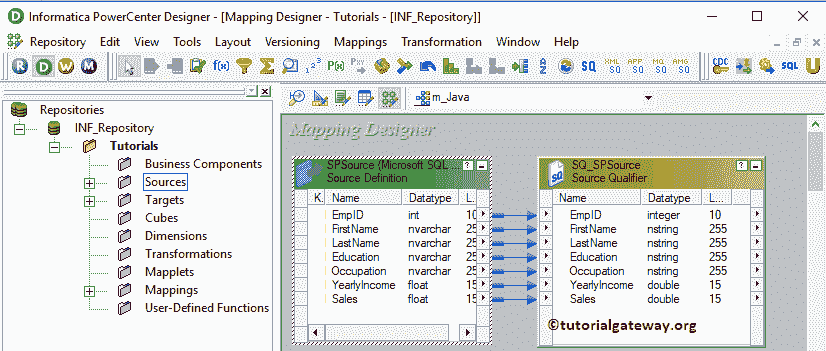 Informatica PowerCenter Designer - [Mapping Designer - Tutorials - [INF_Repository]]
Repository Edit View Tools Layout Versioning Mappings Transformation Window Help
R D W M
1,2,3 P(x) PXY A Z SQ XML SQ APP SQ MQ SQ AMG SQ CDC SQL U
m_Java
Repositories
INF_Repository
Tutorials
Business Components
Sources
Targets
Cubes
Dimensions
Transformations
Mapplets
Mappings
User-Defined Functions
Mapping Designer
SPSource (Microsoft SQL ...
Source Definition
K. Name Datatype L..
EmpID int 10
FirstName nvarchar 25
LastName nvarchar 25
Education nvarchar 25
Occupation nvarchar 25
YearlyIncome float 15
Sales float 15
SQ
SQ_SPSource
Source Qualifier
Name Datatype L...
EmpID integer 10
FirstName nstring 255
LastName nstring 255
Education nstring 255
Occupation nstring 255
YearlyIncome double 15
Sales double 15
©tutorialgateway.org